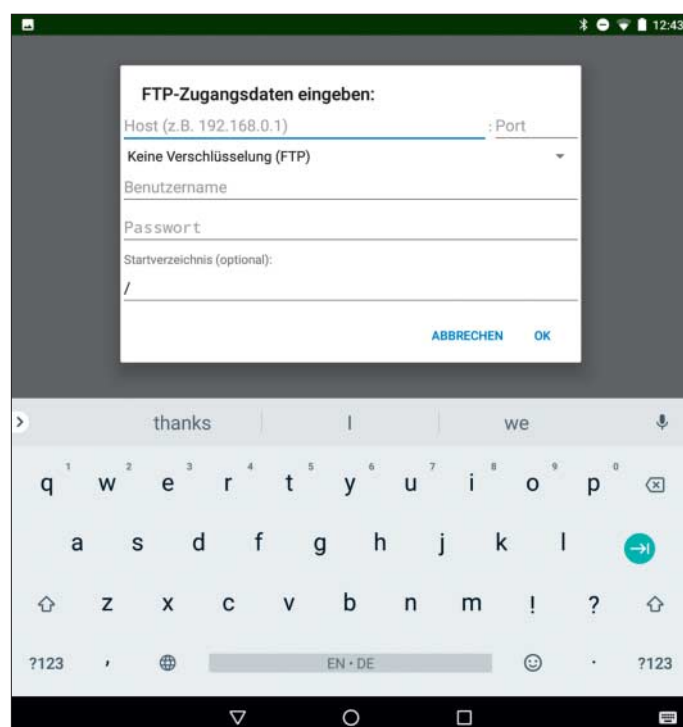 12:43
FTP-Zugangsdaten eingeben:
Host (z.B. 192.168.0.1) : Port
Keine Verschlüsselung (FTP)
Benutzername
Passwort
Startverzeichnis (optional):
/
ABBRECHEN OK
thanks I we
q 1 w 2 e 3 r 4 t 5 y 6 u 7 i 8 o 9 p 0
a s d f g h j k l
z x c v b n m ! ?
?123 , EN • DE . ?123